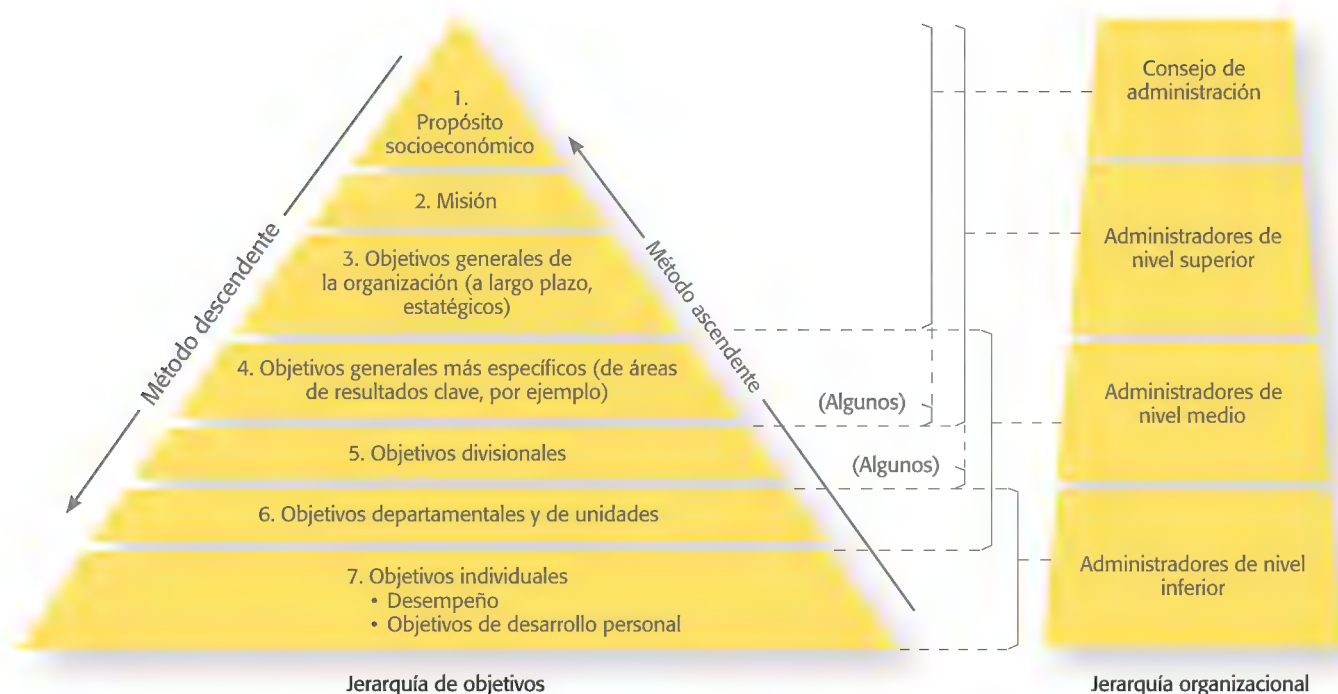 1.
Propósito
socioeconómico
2. Misión
3. Objetivos generales de
la organización (a largo plazo,
estatégicos)
4. Objetivos generales más específicos (de áreas
de resultados clave, por ejemplo)
5. Objetivos divisionales
6. Objetivos departamentales y de unidades
7. Objetivos individuales
• Desempeño
• Objetivos de desarrollo personal
Método descendente
Método ascendente
(Algunos)
(Algunos)
Consejo de
administración
Administradores de
nivel superior
Administradores de
nivel medio
Administradores de nivel
inferior
Jerarquía de objetivos
Jerarquía organizacional